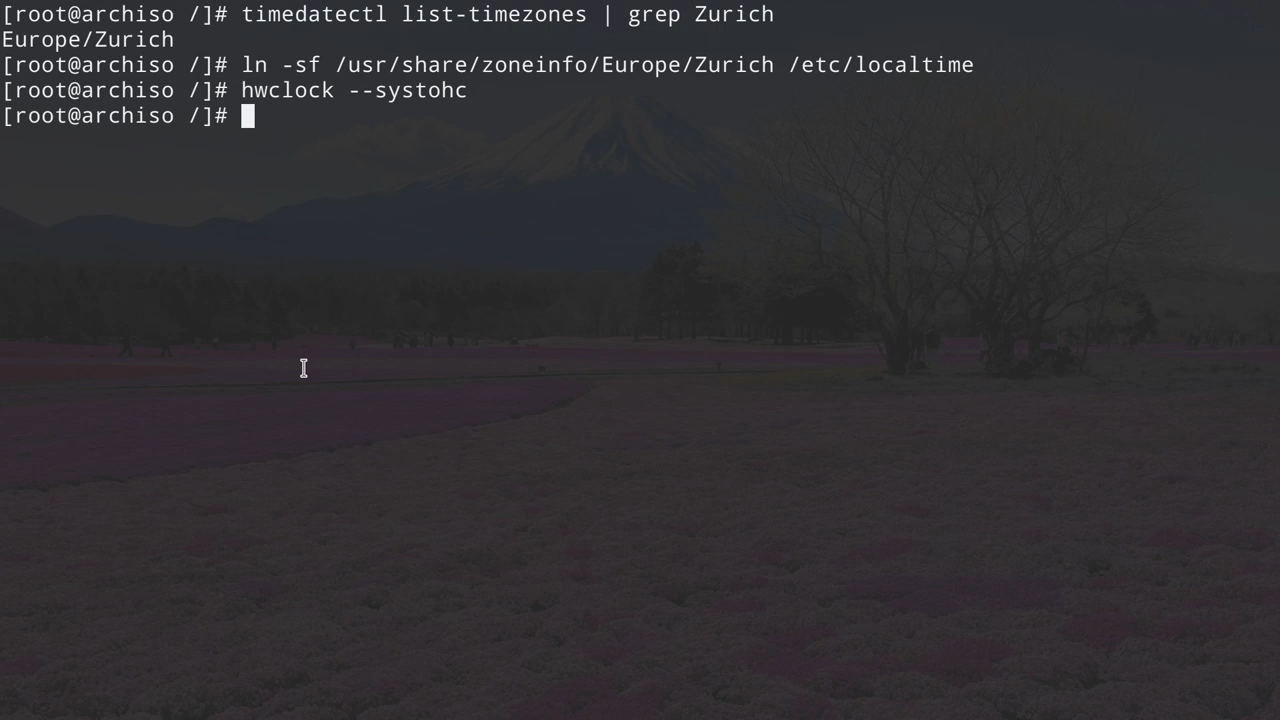 [root@archiso /]# timedatectl list-timezones | grep Zurich
Europe/Zurich
[root@archiso /]# ln -sf /usr/share/zoneinfo/Europe/Zurich /etc/localtime
[root@archiso /]# hwclock --systohc
[root@archiso /]#